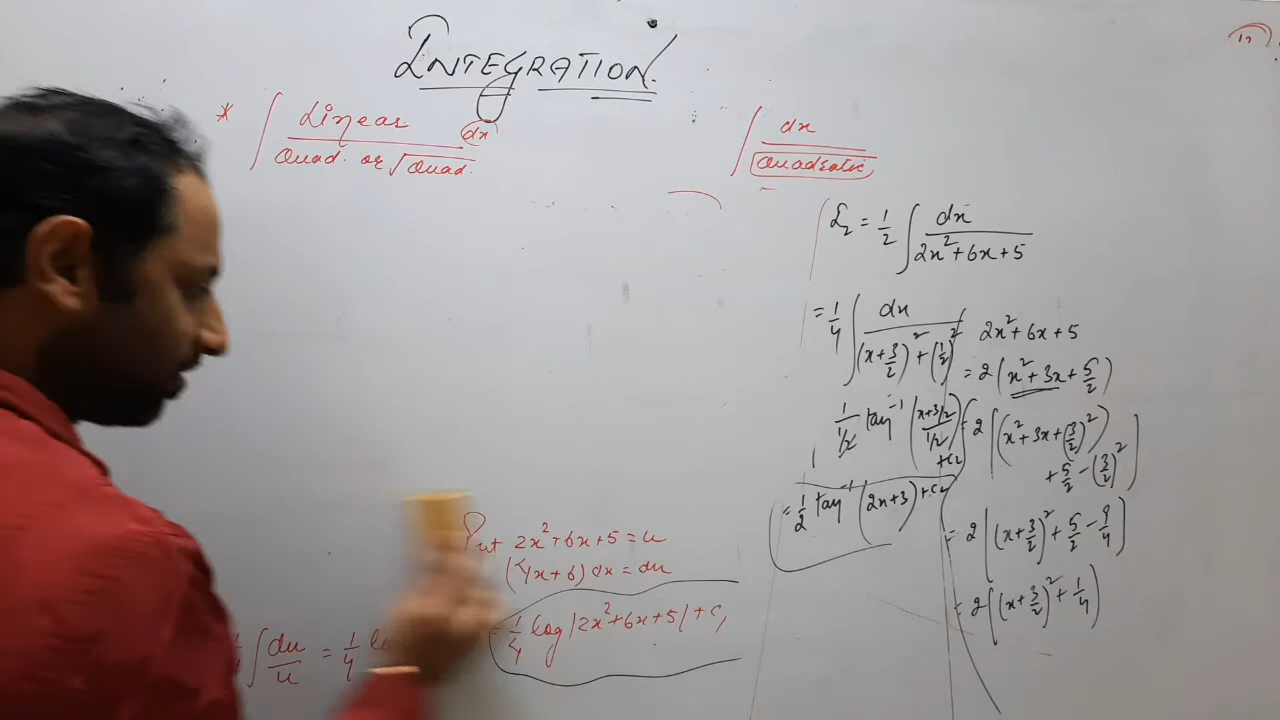 INTEGRATION.
* ∫ Linear / Quad. or √Quad. dx
∫ dx / Quadratic
I₂ = 1/2 ∫ dx / 2x²+6x+5
= 1/4 ∫ dx / (x+3/2)² + (1/2)²
1/(1/2) tan⁻¹ ((x+3/2)/(1/2)) + C₂
= 1/2 tan⁻¹ (2x+3) + C₂
2x²+6x+5
= 2(x²+3x+5/2)
= 2[(x²+3x+(3/2)²)
+ 5/2 - (3/2)²]
= 2[(x+3/2)² + 5/2 - 9/4]
= 2[(x+3/2)² + 1/4]
Put 2x²+6x+5 = u
(4x+6) dx = du
∫ du/u = 1/4
= 1/4 log |2x²+6x+5| + C₁